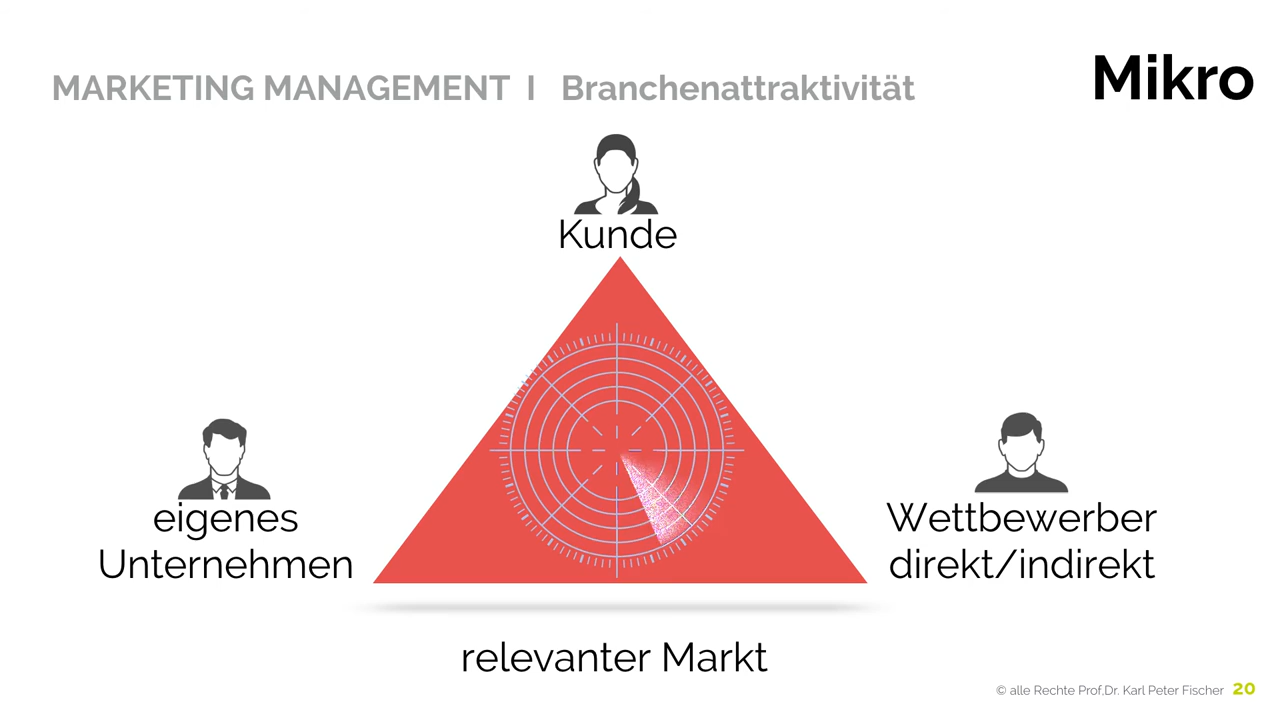 MARKETING MANAGEMENT I Branchenattraktivität
Mikro
Kunde
eigenes
Unternehmen
Wettbewerber
direkt/indirekt
relevanter Markt
© alle Rechte Prof.Dr. Karl Peter Fischer 20